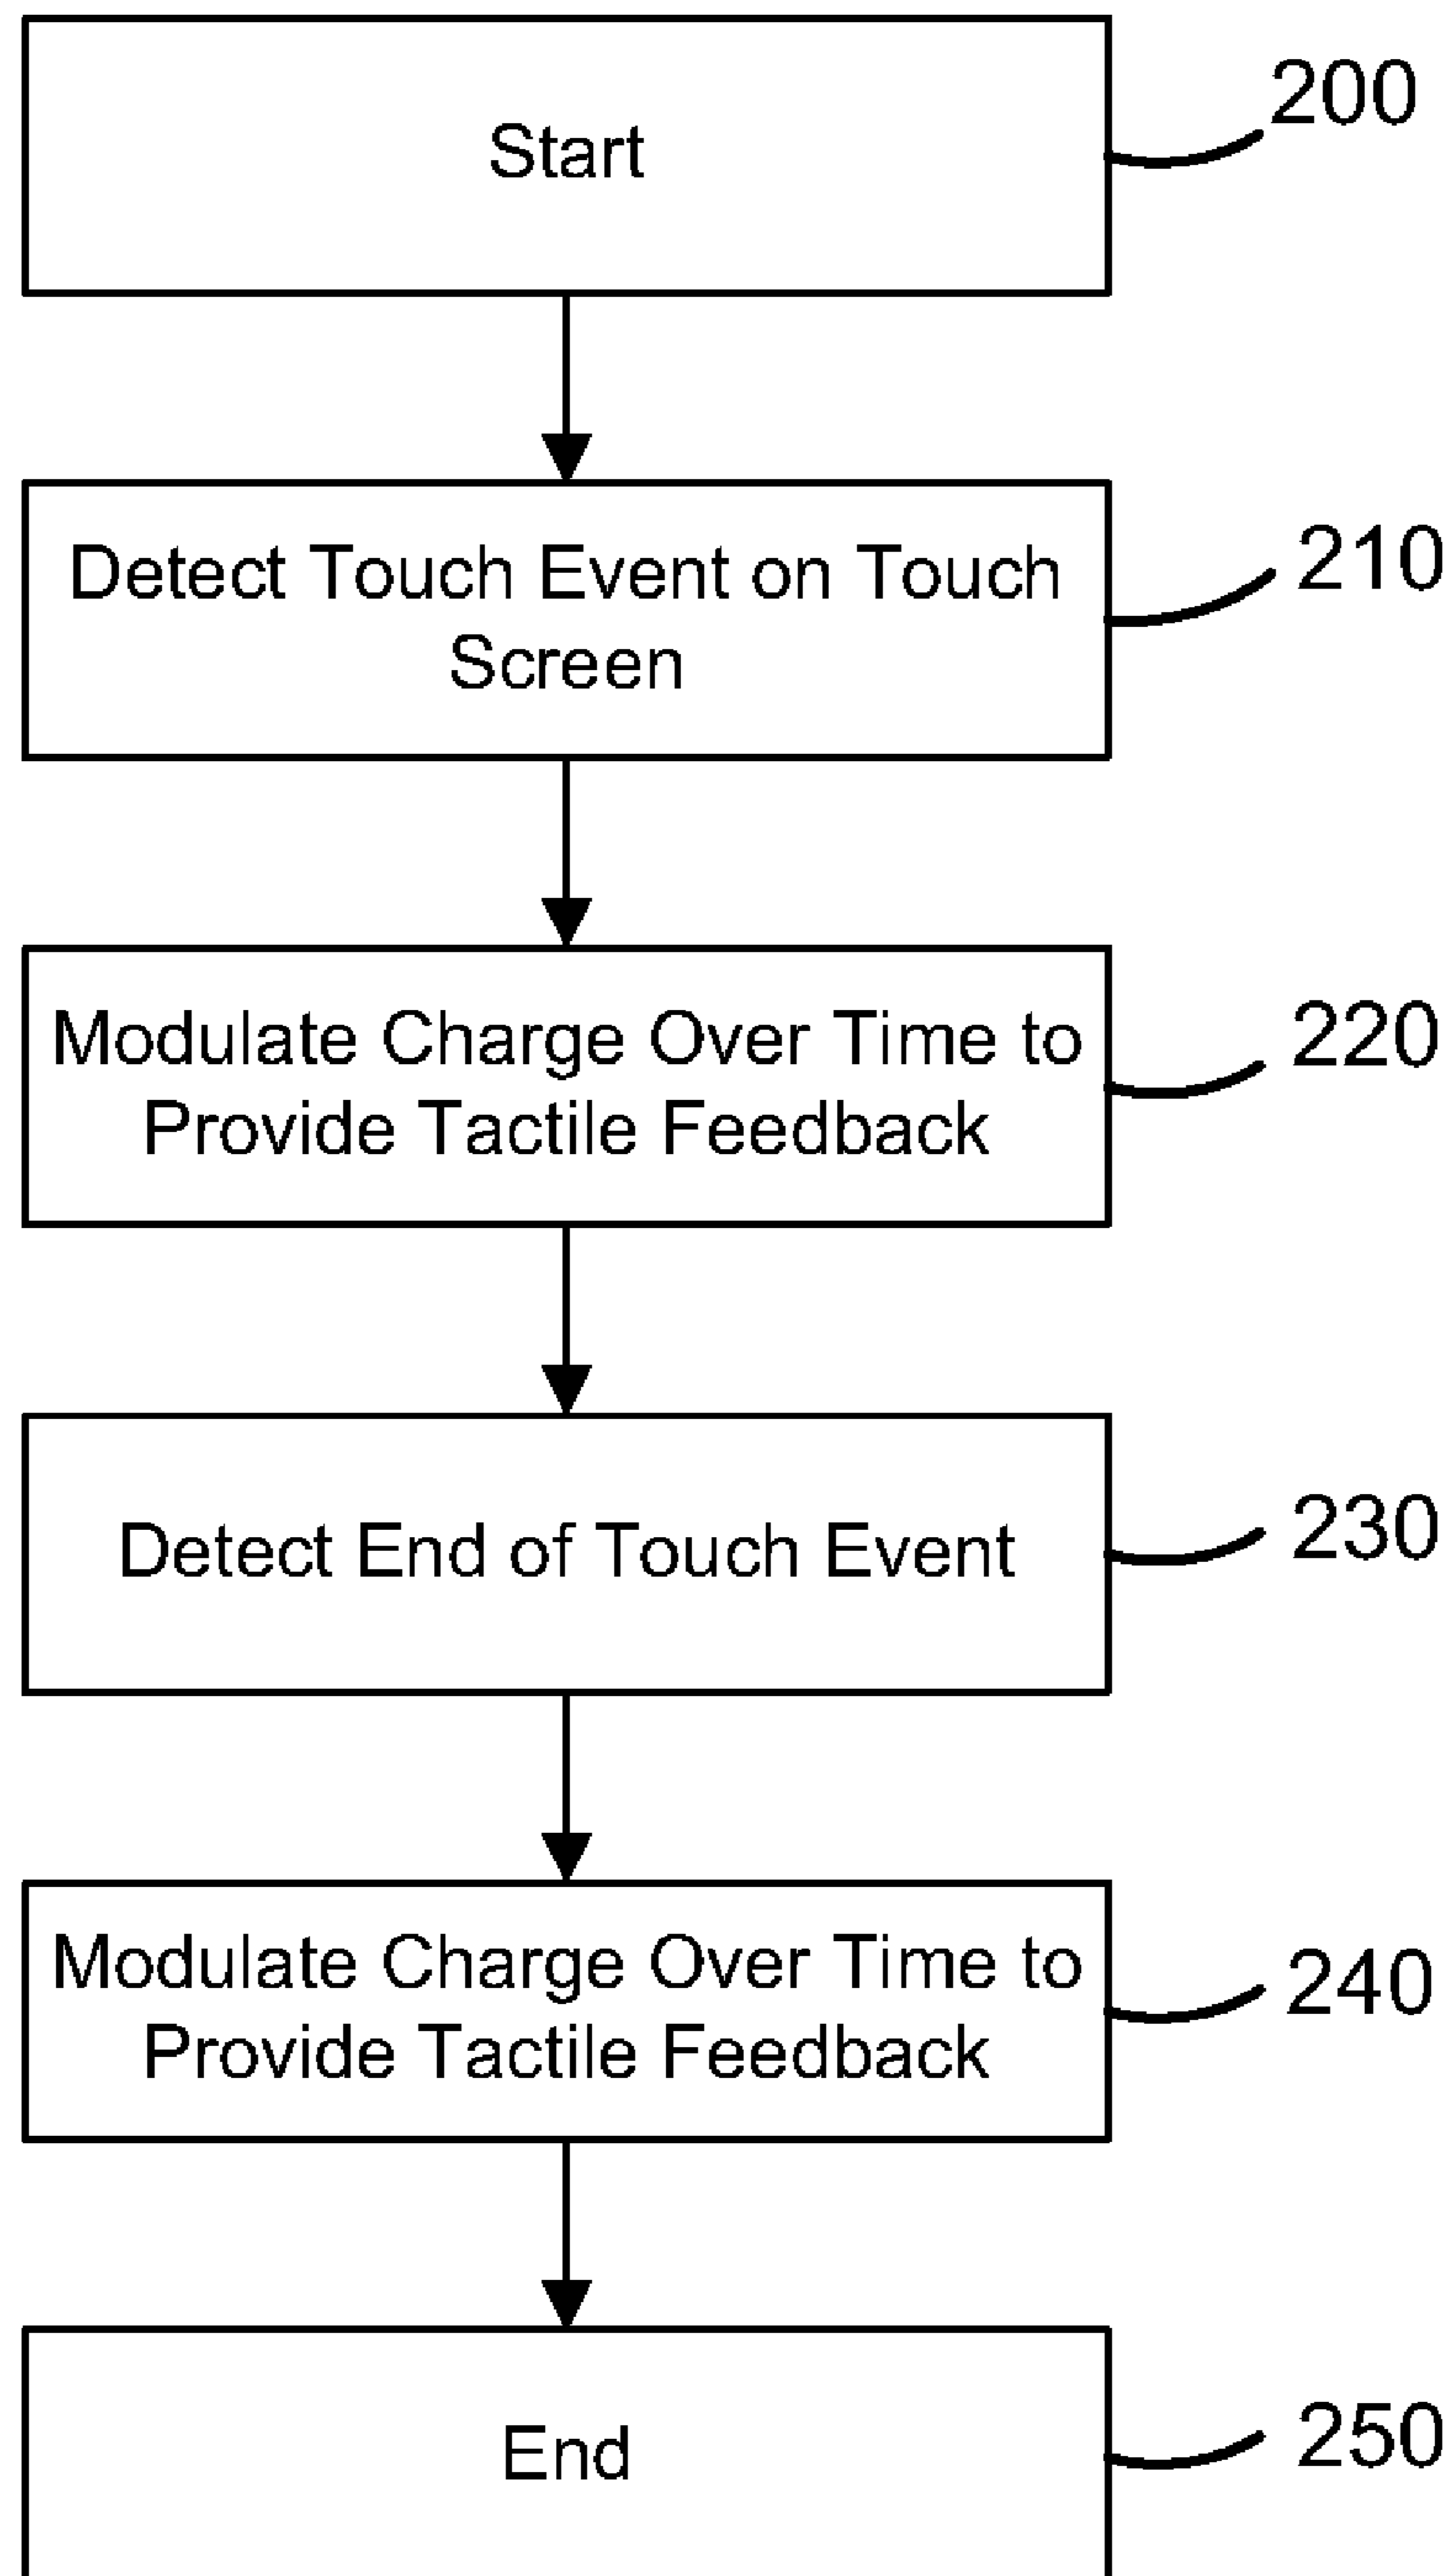 Start
200
Detect Touch Event on Touch
Screen
210
Modulate Charge Over Time to
Provide Tactile Feedback
220
Detect End of Touch Event
230
Modulate Charge Over Time to
Provide Tactile Feedback
240
End
250